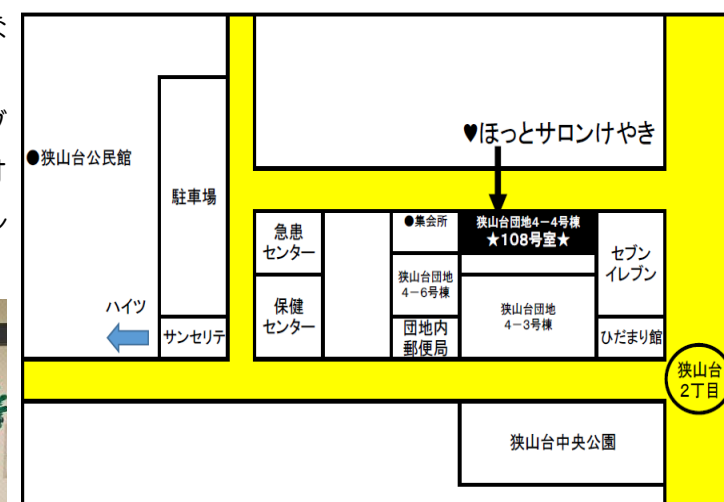 ●狭山台公民館
駐車場
ハイツ
サンセリテ
♥ほっとサロンけやき
急患
センター
保健
センター
●集会所
狭山台団地
4－6号棟
団地内
郵便局
狭山台団地4－4号棟
★108号室★
狭山台団地
4－3号棟
セブン
イレブン
ひだまり館
狭山台
2丁目
狭山台中央公園